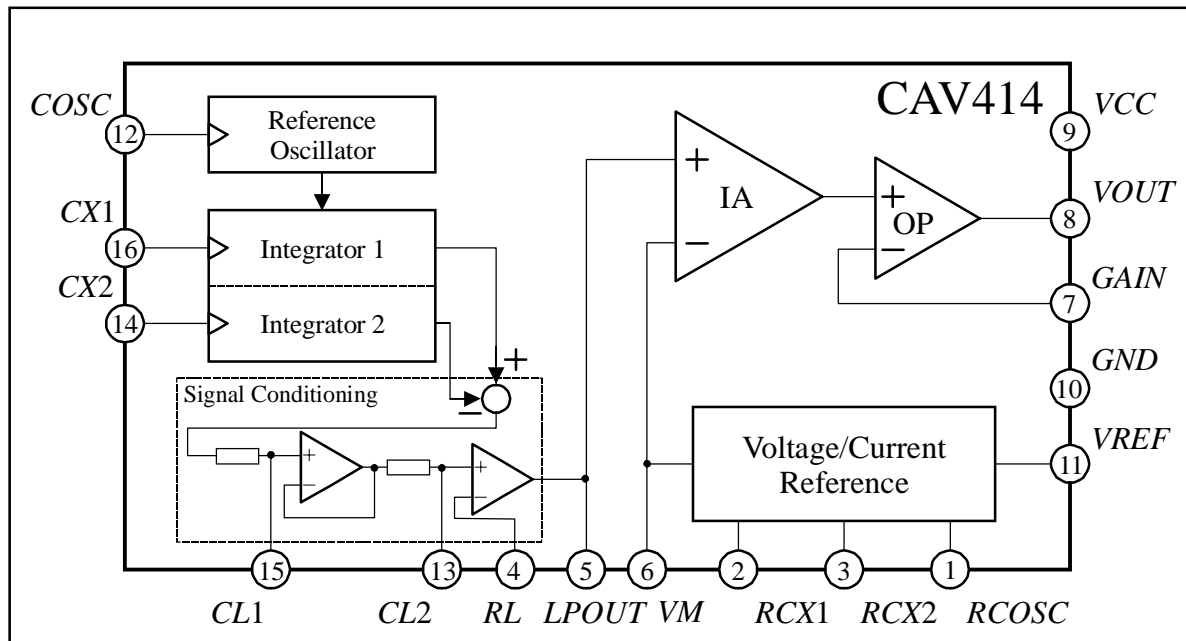 CAV414
COSC
12
Reference
Oscillator
VCC
9
CX1
16
Integrator 1
CX2
14
Integrator 2
+
IA
−
+
OP
−
VOUT
8
GAIN
7
GND
10
+
−
Signal Conditioning
+
−
+
−
Voltage/Current
Reference
VREF
11
15
13
4
5
6
2
3
1
CL1
CL2
RL
LPOUT
VM
RCX1
RCX2
RCOSC